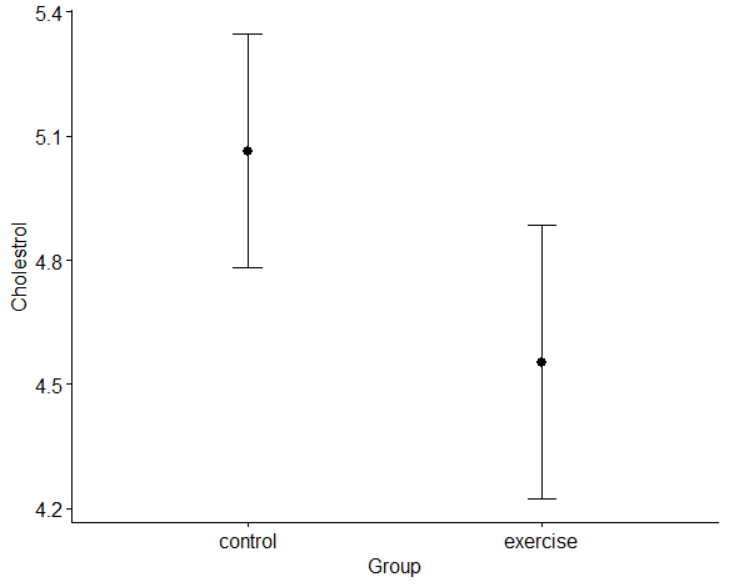 5.4
5.1
4.8
4.5
4.2
Cholestrol
control
exercise
Group